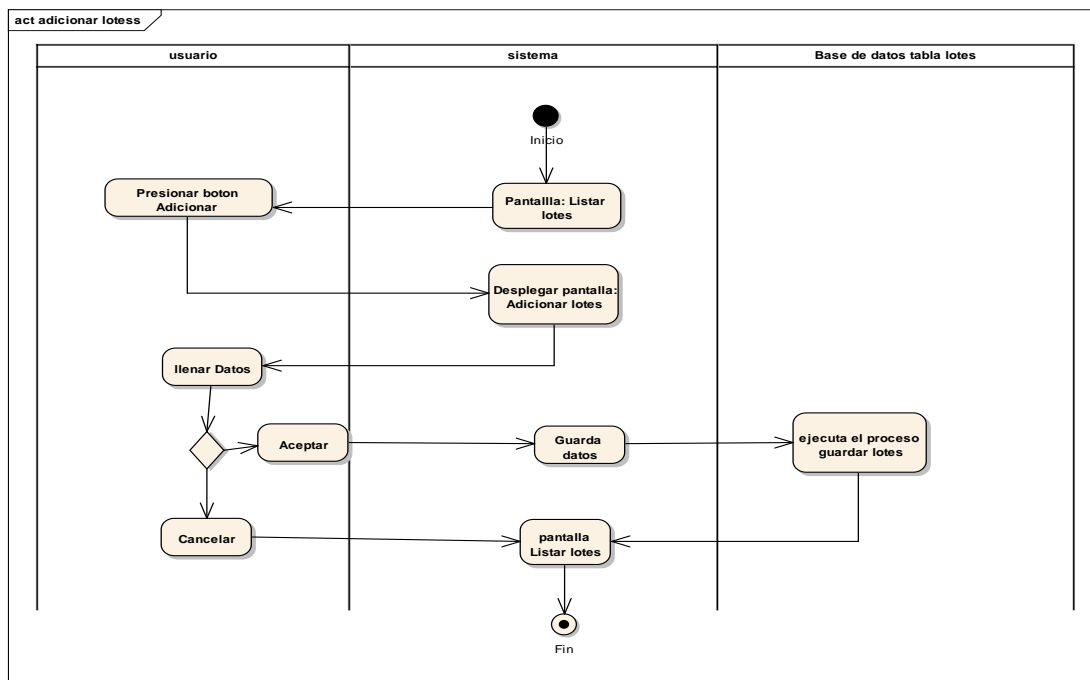 act adicionar lotess
usuario
sistema
Base de datos tabla lotes
Inicio
Presionar boton
Adicionar
Pantallla: Listar
lotes
Desplegar pantalla:
Adicionar lotes
llenar Datos
Aceptar
Guarda
datos
ejecuta el proceso
guardar lotes
Cancelar
pantalla
Listar lotes
Fin